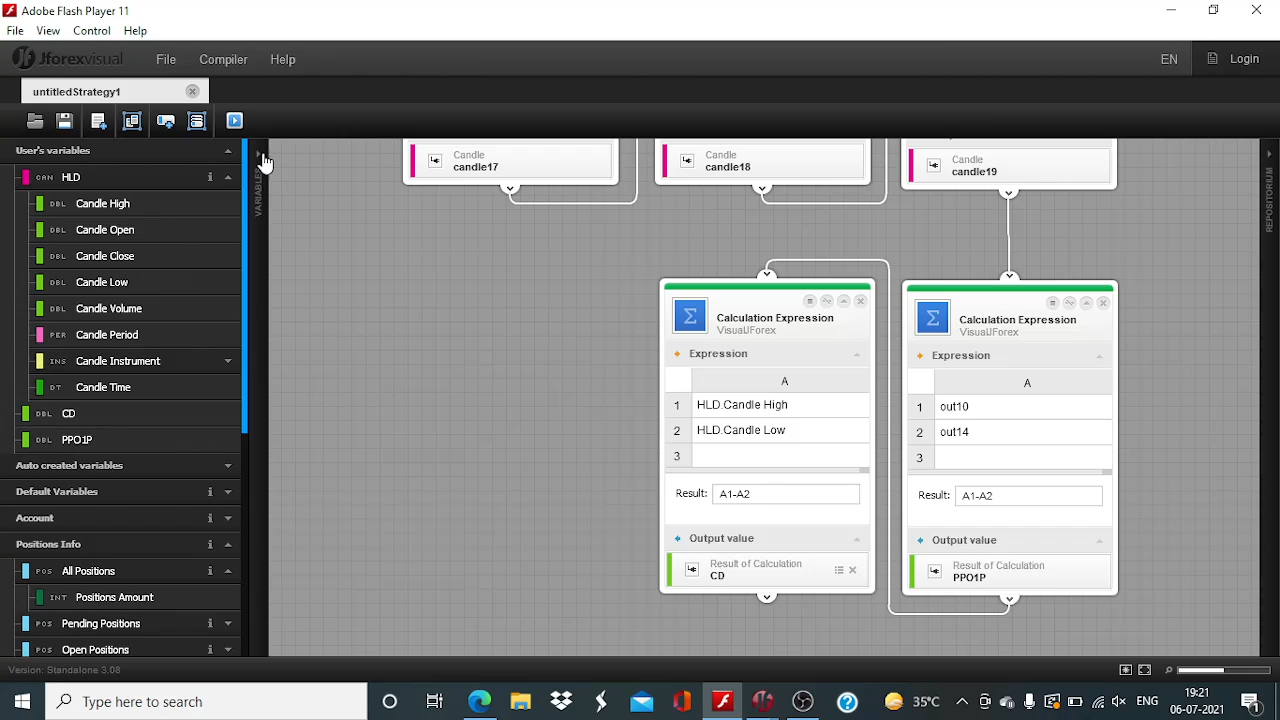 Adobe Flash Player 11
File View Control Help
Jforexvisual File Compiler Help EN Login
untitledStrategy1
User's variables
CAN HLD
DBL Candle High
DBL Candle Open
DBL Candle Close
DBL Candle Low
DBL Candle Volume
PER Candle Period
INS Candle Instrument
DT Candle Time
DBL CD
DBL PPO1P
Auto created variables
Default Variables
Account
Positions Info
POS All Positions
INT Positions Amount
POS Pending Positions
POS Open Positions
VARIABLES
Candle
candle17
Candle
candle18
Candle
candle19
Calculation Expression
VisualJForex
Expression
A
1 HLD.Candle High
2 HLD.Candle Low
3
Result: A1-A2
Output value
Result of Calculation
CD
Calculation Expression
VisualJForex
Expression
A
1 out10
2 out14
3
Result: A1-A2
Output value
Result of Calculation
PPO1P
REPOSITORIUM
Version: Standalone 3.08
Type here to search
35°C
ENG
19:21
06-07-2021
1